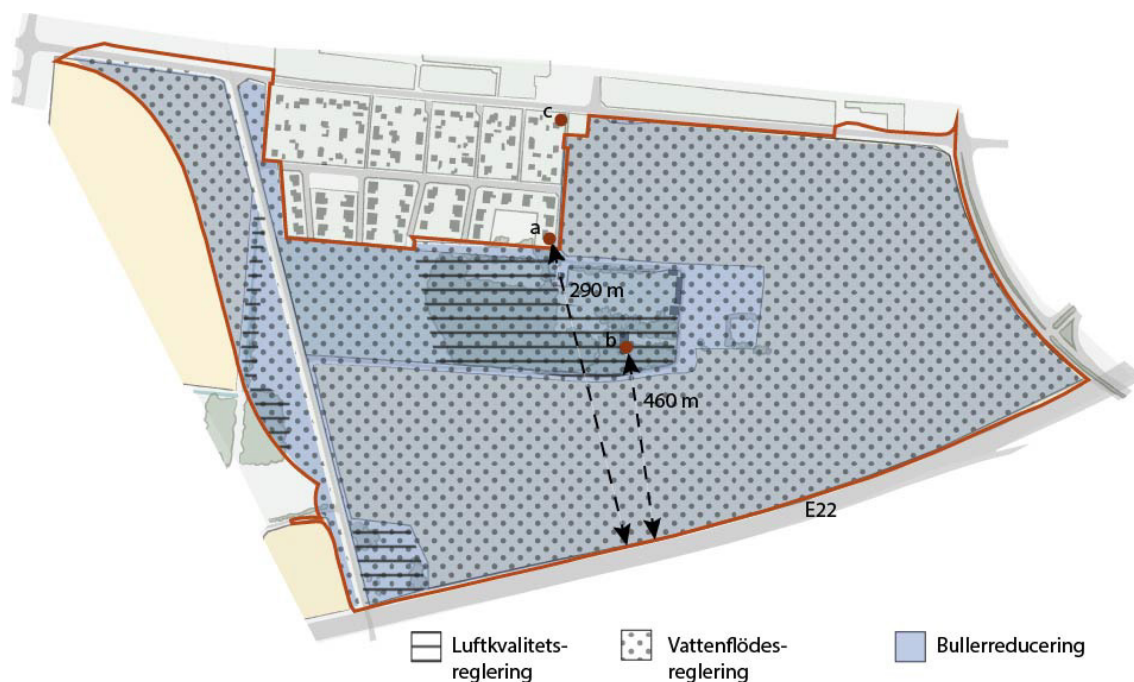 c
a
290 m
b
460 m
E22
Luftkvalitets-
reglering
Vattenflödes-
reglering
Bullerreducering